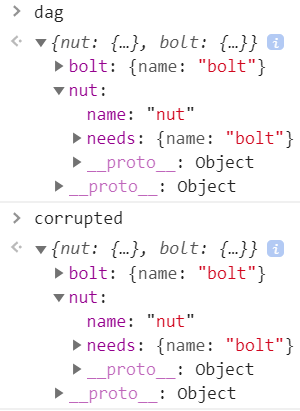 > dag
<· ▼{nut: {…}, bolt: {…}} i
▶bolt: {name: "bolt"}
▼nut:
name: "nut"
▶needs: {name: "bolt"}
▶__proto__: Object
▶__proto__: Object
> corrupted
<· ▼{nut: {…}, bolt: {…}} i
▶bolt: {name: "bolt"}
▼nut:
name: "nut"
▶needs: {name: "bolt"}
▶__proto__: Object
▶__proto__: Object